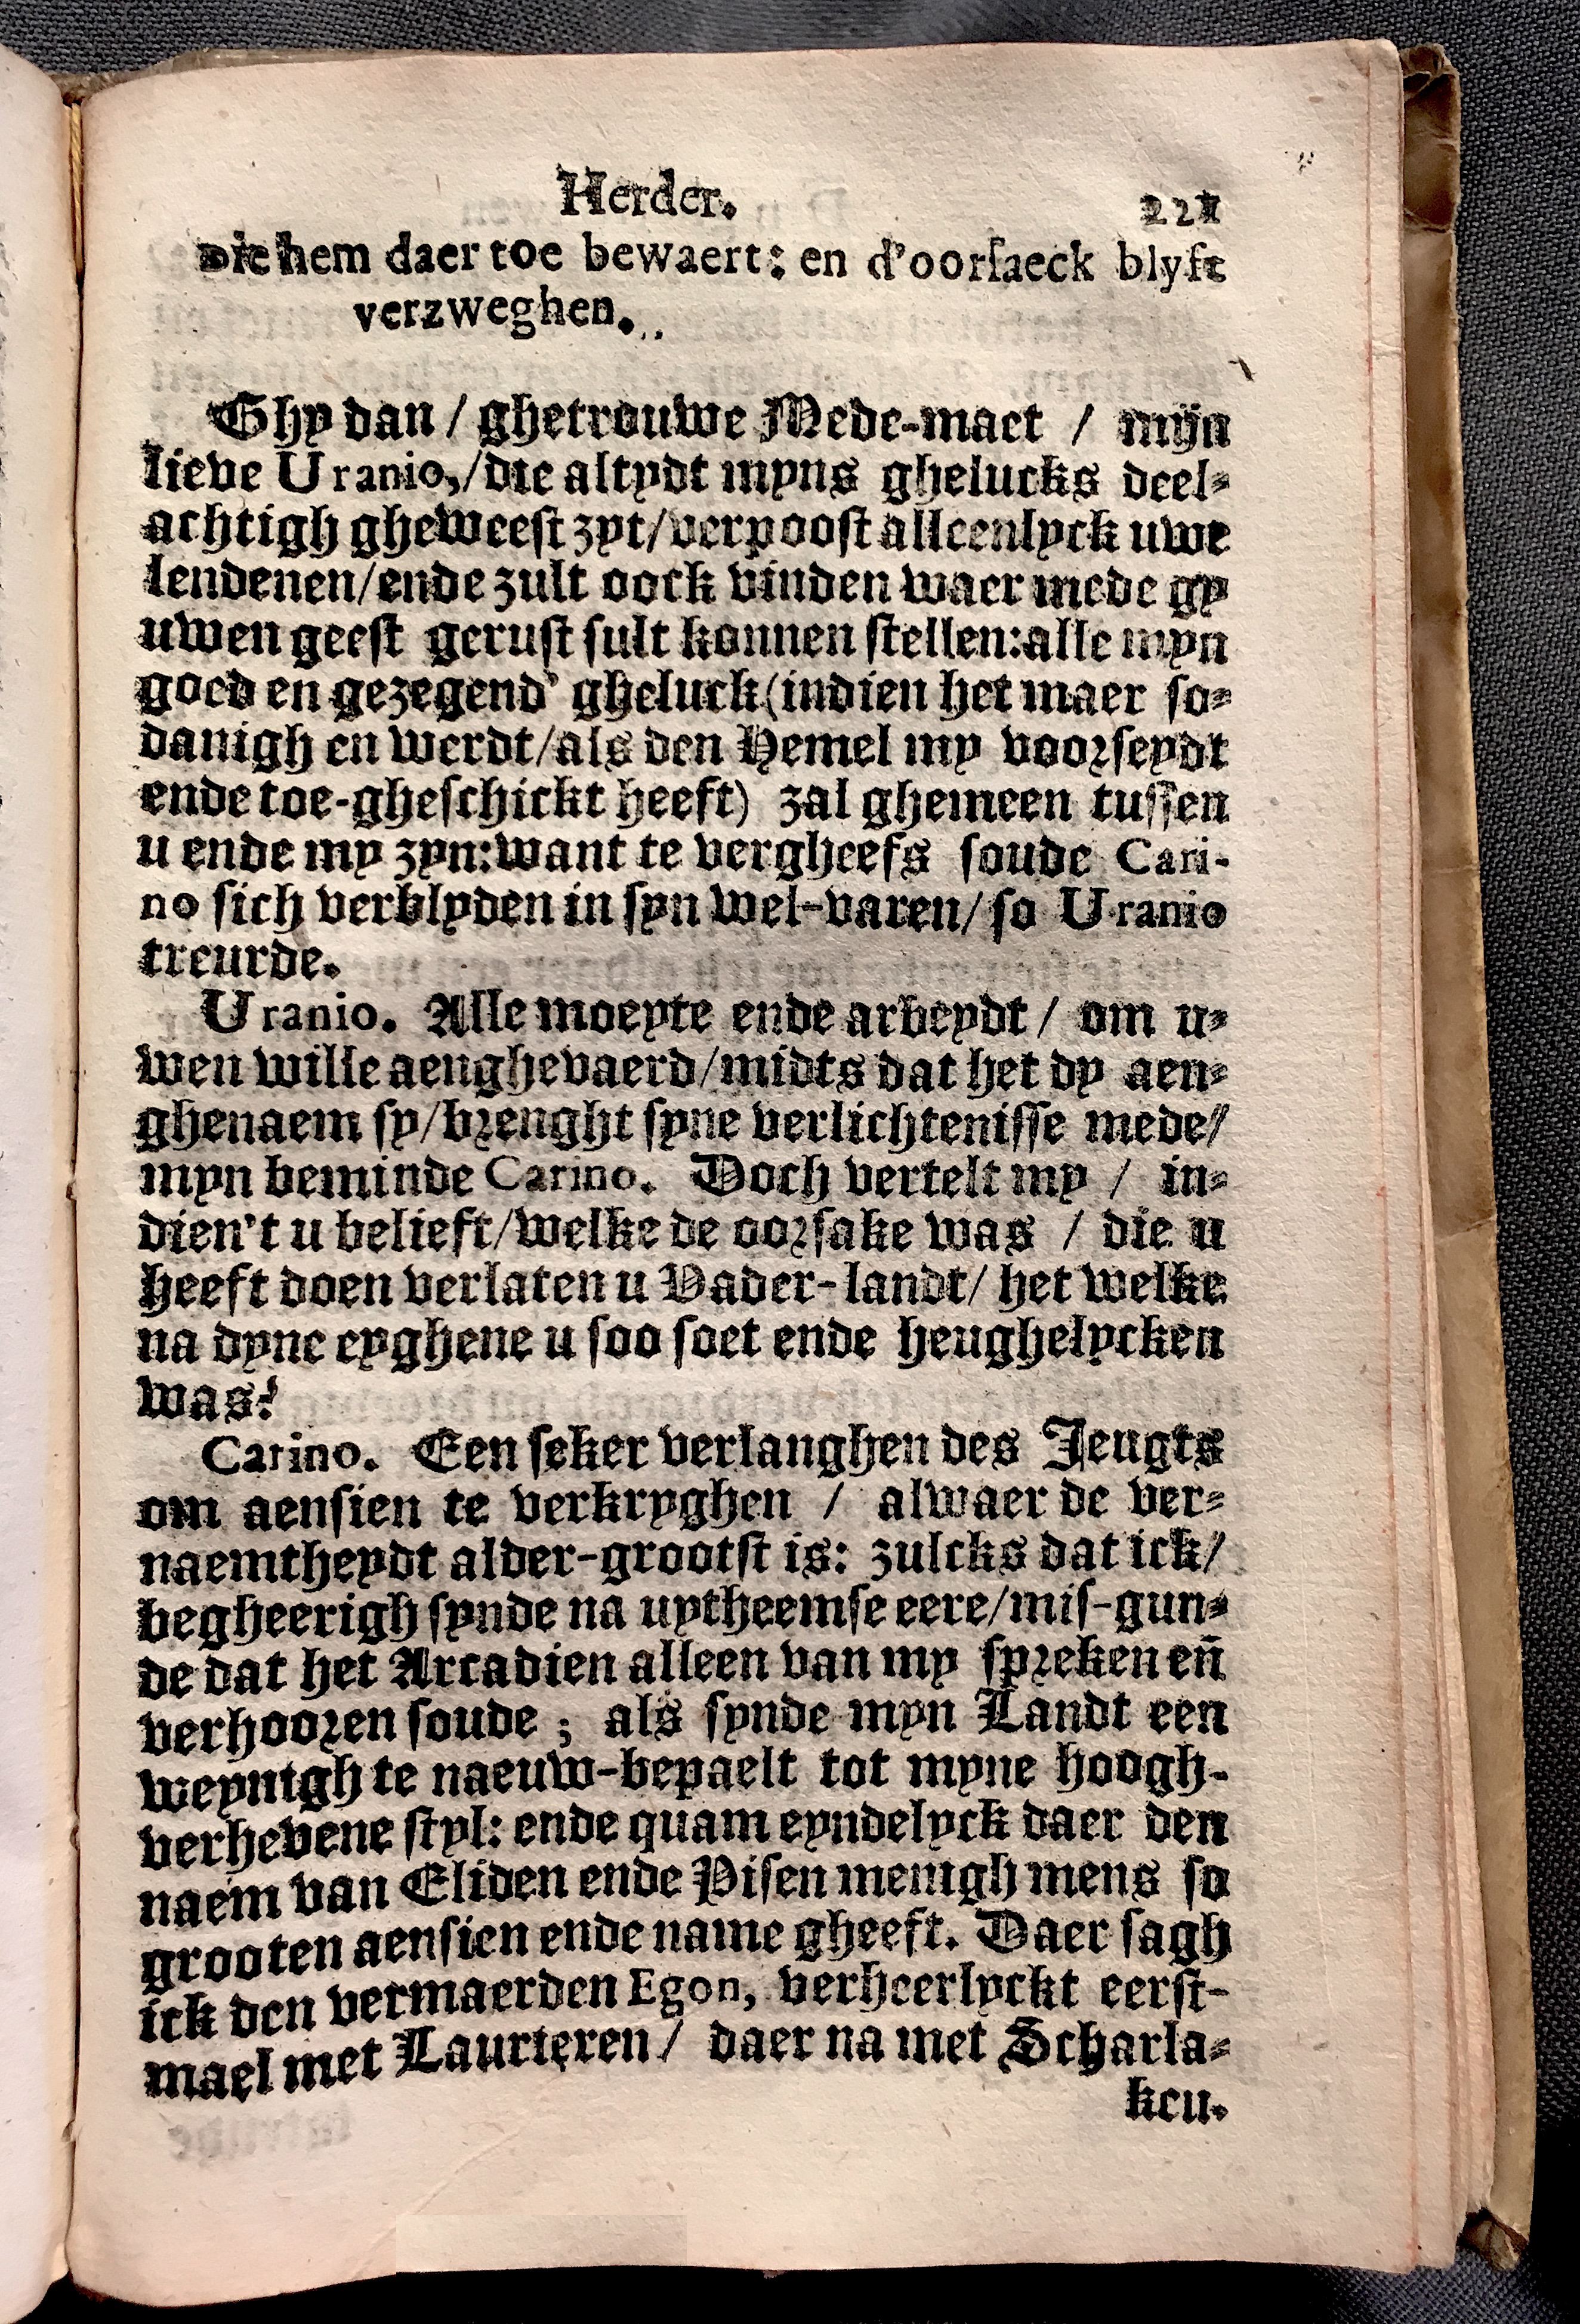 Herder. 221
Die hem daer toe bewaert: en d'oorsaeck blyft
verzweghen.
Ghy dan / ghetrouwe Mede-maet / mijn
lieve Uranio,/die altydt myns ghelucks deel-
achtigh gheweest zyt/verpoost alleenlyck uwe
lendenen/ende zult oock vinden waer mede gy
uwen geest gerust sult konnen stellen:alle myn
goed en gezegend' gheluck(indien het maer so-
danigh en werdt/als den Hemel my voorseydt
ende toe-gheschickt heeft) zal ghemeen tussen
u ende my zyn:want te vergheefs soude Cari-
no sich verblyden in syn wel-varen/so Uranio
treurde.
Uranio. Alle moeyte ende arbeydt / om u-
wen wille aenghevaerd/midts dat het dy aen-
ghenaem sy/brenght syne verlichtenisse mede/
myn beminde Carino. Doch vertelt my / in-
dien't u belieft/welke de oorsake was / die u
heeft doen verlaten u Vader-landt/ het welke
na dyne eyghene u soo soet ende heughelycken
was?
Carino. Een seker verlanghen des Jeugts
om aensien te verkryghen / alwaer de ver-
naemtheydt alder-grootst is: zulcks dat ick/
begheerigh synde na uytheemse eere/mis-gun-
de dat het Arcadien alleen van my spreken eñ
verhooren soude ; als synde myn Landt een
weynigh te naeuw-bepaelt tot myne hoogh-
verhevene styl: ende quam eyndelyck daer den
naem van Eliden ende Pisen menigh mens so
grooten aensien ende name gheeft. Daer sagh
ick den vermaerden Egon, verheerlyckt eerst-
mael met Laurieren / daer na met Scharla-
ken.